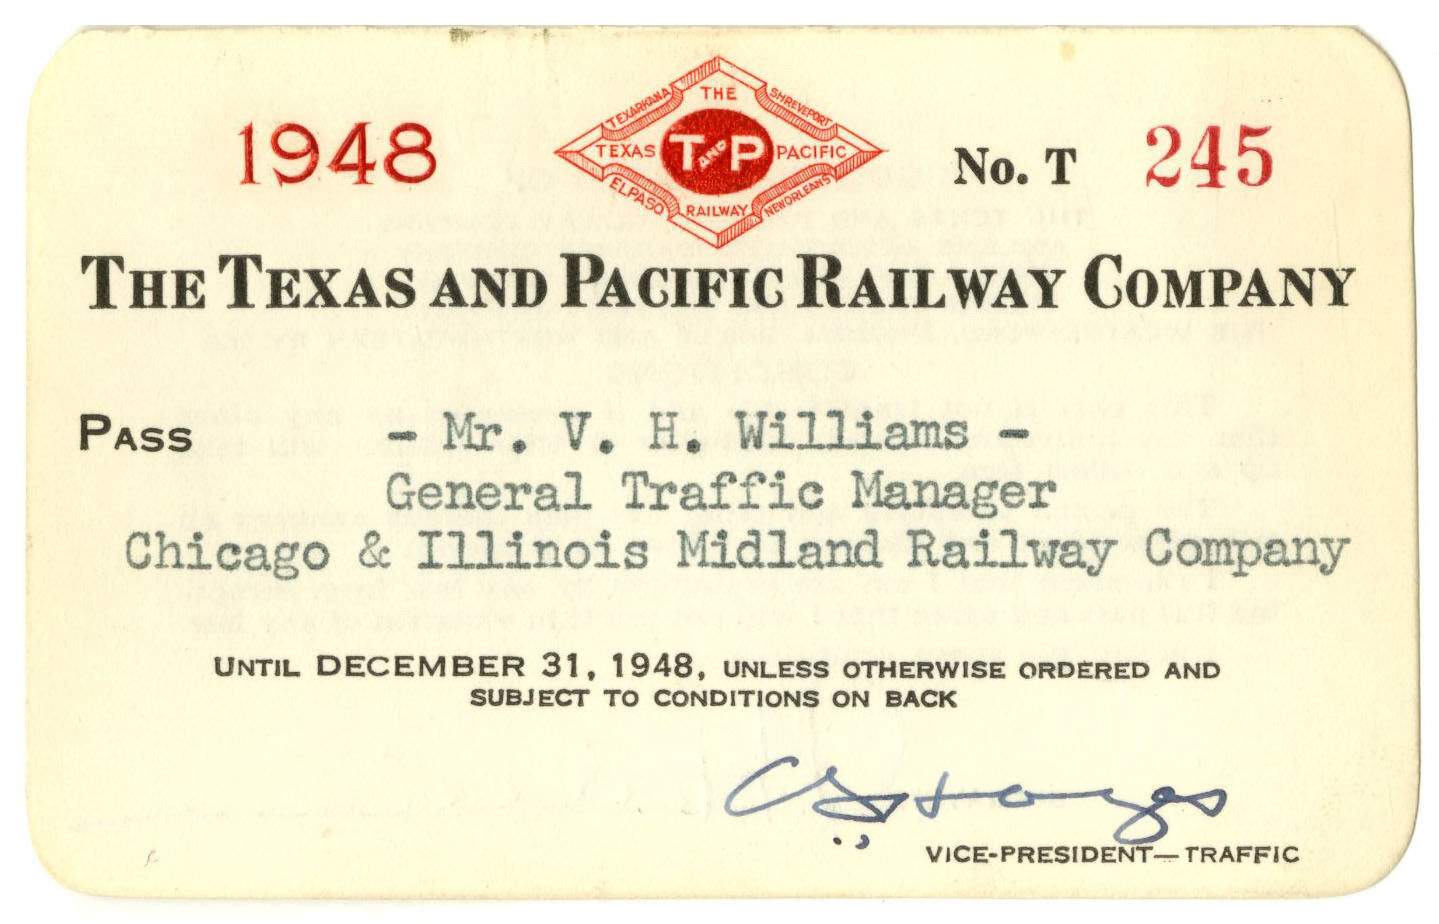 1948
TEXARKANA
THE
SHREVEPORT
TEXAS
T AND P
PACIFIC
EL PASO
RAILWAY
NEW ORLEANS
No. T 245
THE TEXAS AND PACIFIC RAILWAY COMPANY
PASS - Mr. V. H. Williams -
General Traffic Manager
Chicago & Illinois Midland Railway Company
UNTIL DECEMBER 31, 1948, UNLESS OTHERWISE ORDERED AND
SUBJECT TO CONDITIONS ON BACK
VICE-PRESIDENT—TRAFFIC